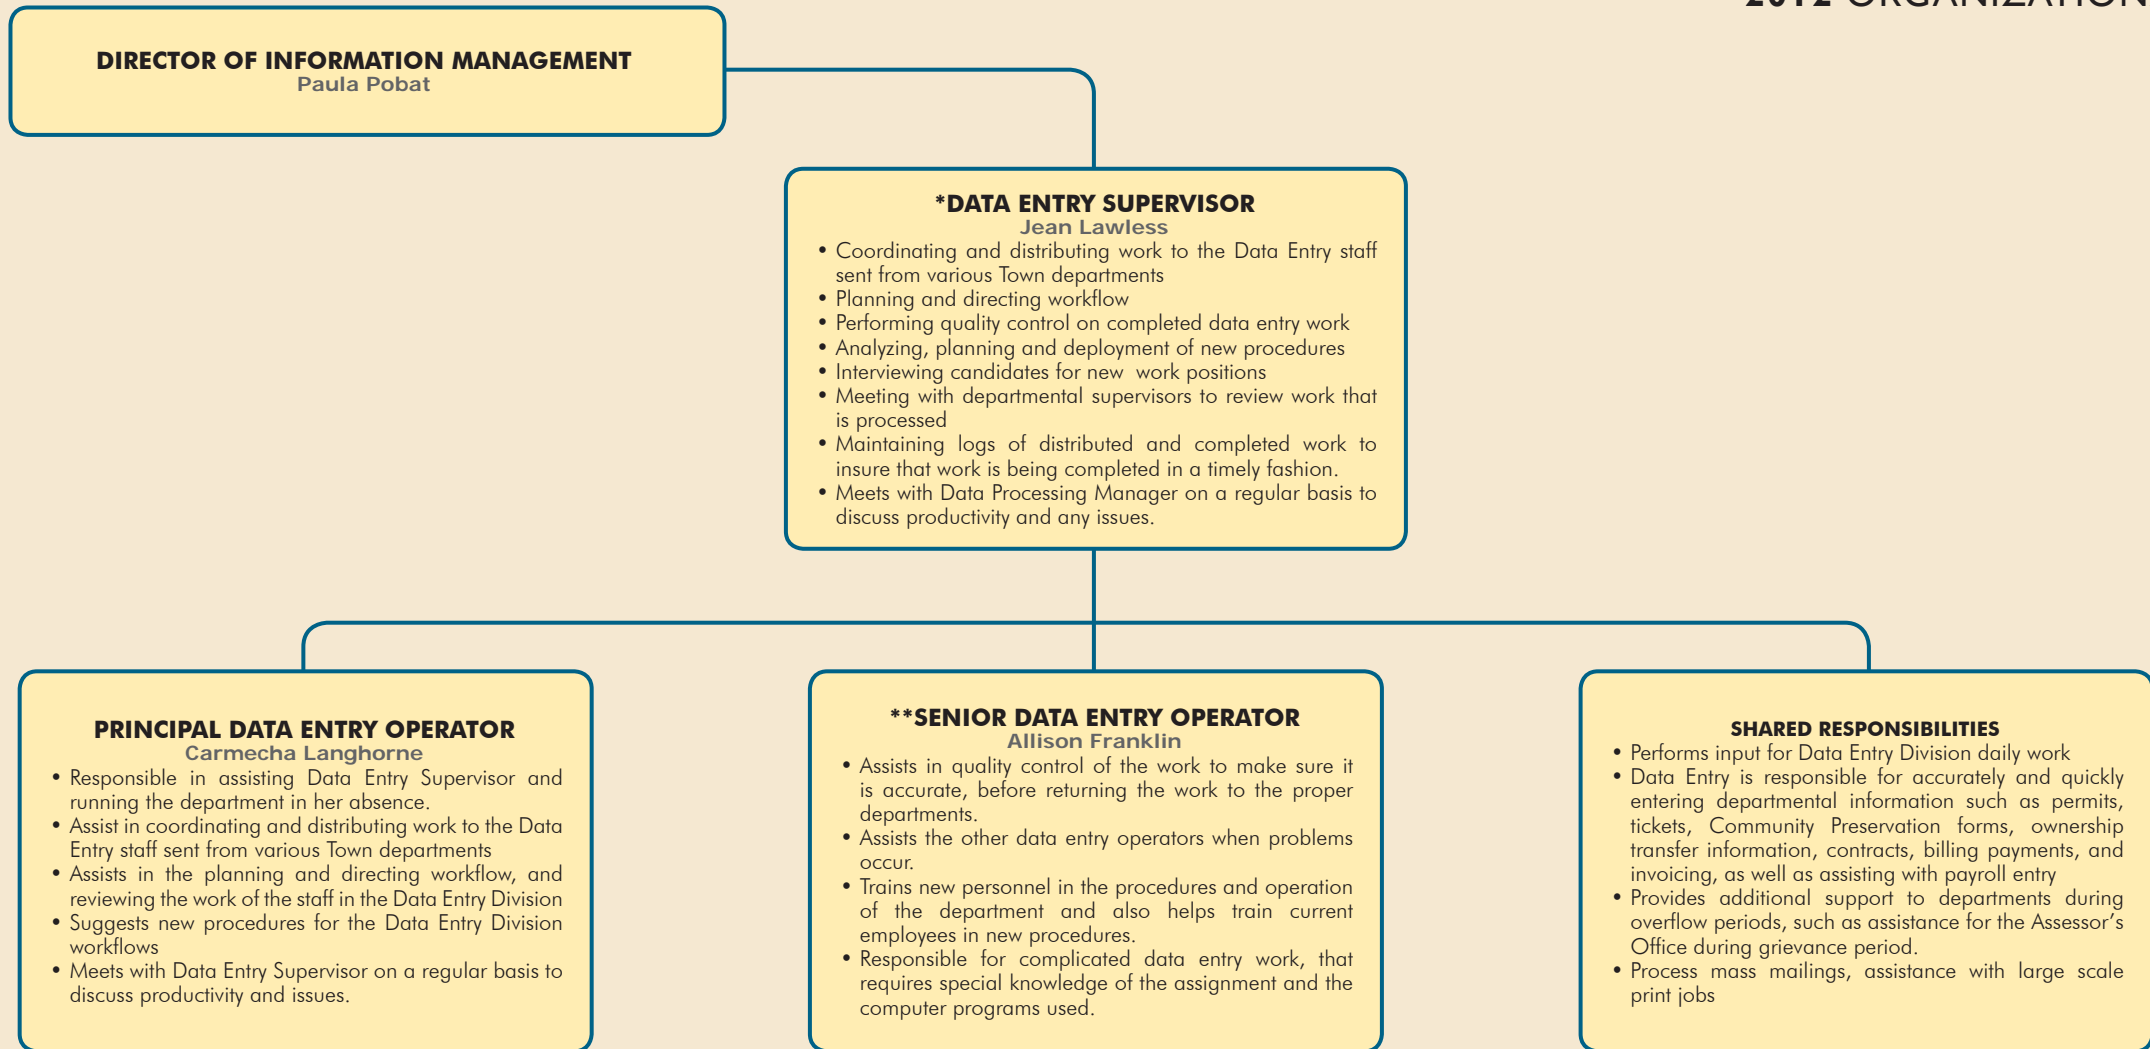 2012 ORGANIZATION
DIRECTOR OF INFORMATION MANAGEMENT
Paula Pobat
*DATA ENTRY SUPERVISOR
Jean Lawless
• Coordinating and distributing work to the Data Entry staff
sent from various Town departments
• Planning and directing workflow
• Performing quality control on completed data entry work
• Analyzing, planning and deployment of new procedures
• Interviewing candidates for new  work positions
• Meeting with departmental supervisors to review work that
is processed
• Maintaining logs of distributed and completed work to
insure that work is being completed in a timely fashion.
• Meets with Data Processing Manager on a regular basis to
discuss productivity and any issues.
PRINCIPAL DATA ENTRY OPERATOR
Carmecha Langhorne
• Responsible in assisting Data Entry Supervisor and
running the department in her absence.
• Assist in coordinating and distributing work to the Data
Entry staff sent from various Town departments
• Assists in the planning and directing workflow, and
reviewing the work of the staff in the Data Entry Division
• Suggests new procedures for the Data Entry Division
workflows
• Meets with Data Entry Supervisor on a regular basis to
discuss productivity and issues.
**SENIOR DATA ENTRY OPERATOR
Allison Franklin
• Assists in quality control of the work to make sure it
is accurate, before returning the work to the proper
departments.
• Assists the other data entry operators when problems
occur.
• Trains new personnel in the procedures and operation
of the department and also helps train current
employees in new procedures.
• Responsible for complicated data entry work, that
requires special knowledge of the assignment and the
computer programs used.
SHARED RESPONSIBILITIES
• Performs input for Data Entry Division daily work
• Data Entry is responsible for accurately and quickly
entering departmental information such as permits,
tickets, Community Preservation forms, ownership
transfer information, contracts, billing payments, and
invoicing, as well as assisting with payroll entry
• Provides additional support to departments during
overflow periods, such as assistance for the Assessor's
Office during grievance period.
• Process mass mailings, assistance with large scale
print jobs